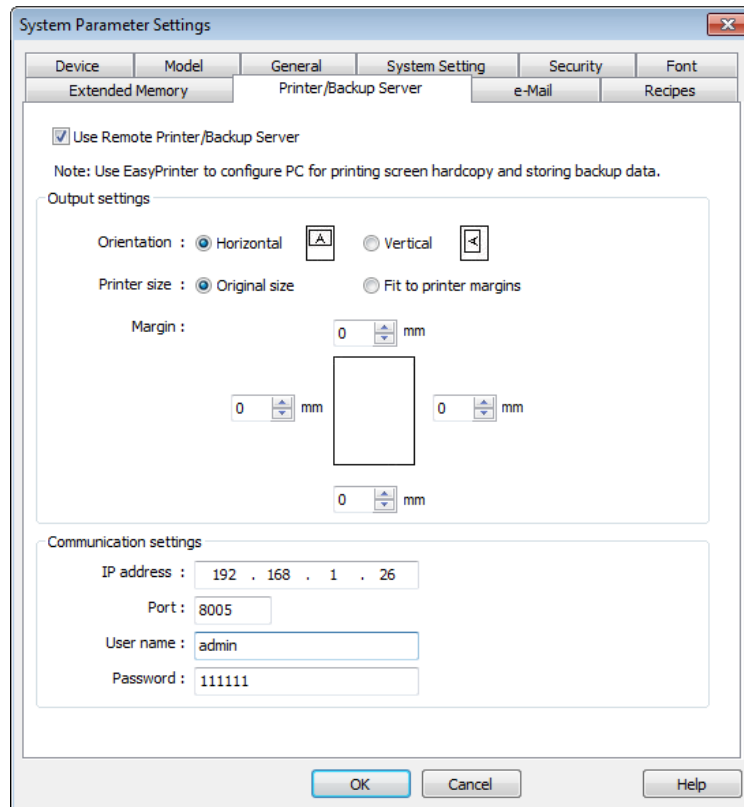 System Parameter Settings
Device Model General System Setting Security Font
Extended Memory Printer/Backup Server e-Mail Recipes
Use Remote Printer/Backup Server
Note: Use EasyPrinter to configure PC for printing screen hardcopy and storing backup data.
Output settings
Orientation : Horizontal A Vertical A
Printer size : Original size Fit to printer margins
Margin : 0 mm
0 mm 0 mm
0 mm
Communication settings
IP address : 192 . 168 . 1 . 26
Port : 8005
User name : admin
Password : 111111
OK Cancel Help